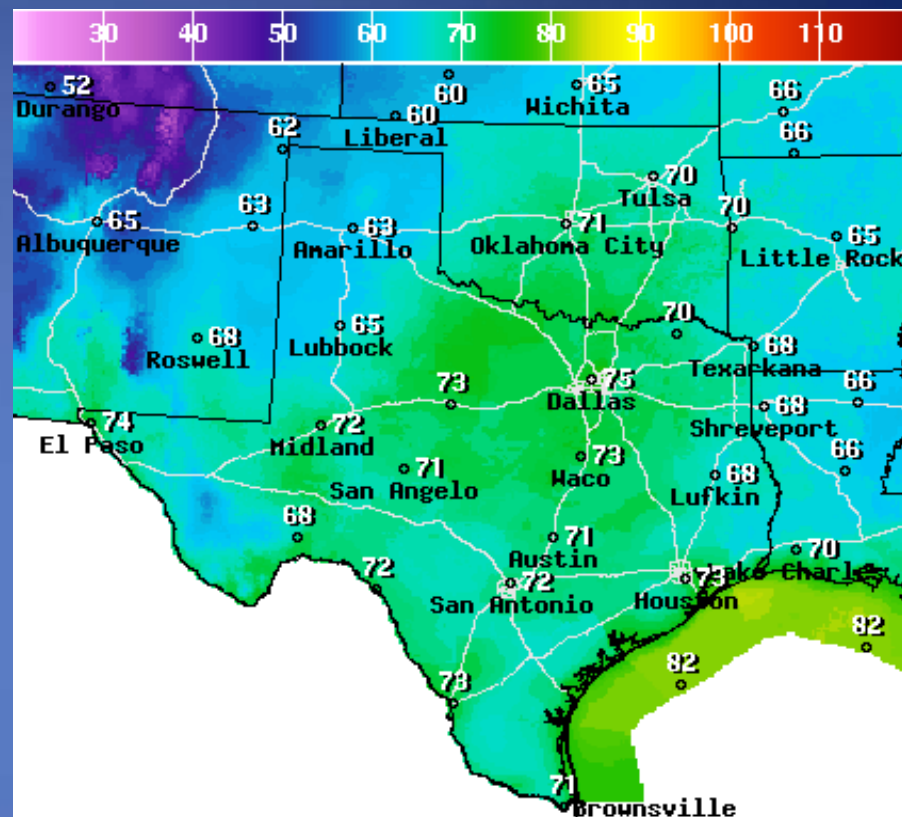 30 40 50 60 70 80 90 100 110
60
52 65 66
Durango 60 Wichita
Liberal
62 66
70
Tulsa
65 63 63 71 70 65
Albuquerque Amarillo Oklahoma City Little Rock
68 65 70 68
Roswell Lubbock Texarkana
73 75 66
Dallas
74 72 68
El Paso Midland Shreveport
71 73 68 66
San Angelo Waco Lufkin
68 71 70
Austin
72 72 73 Lake Charles
San Antonio Houston
82
82
73
71
Brownsville